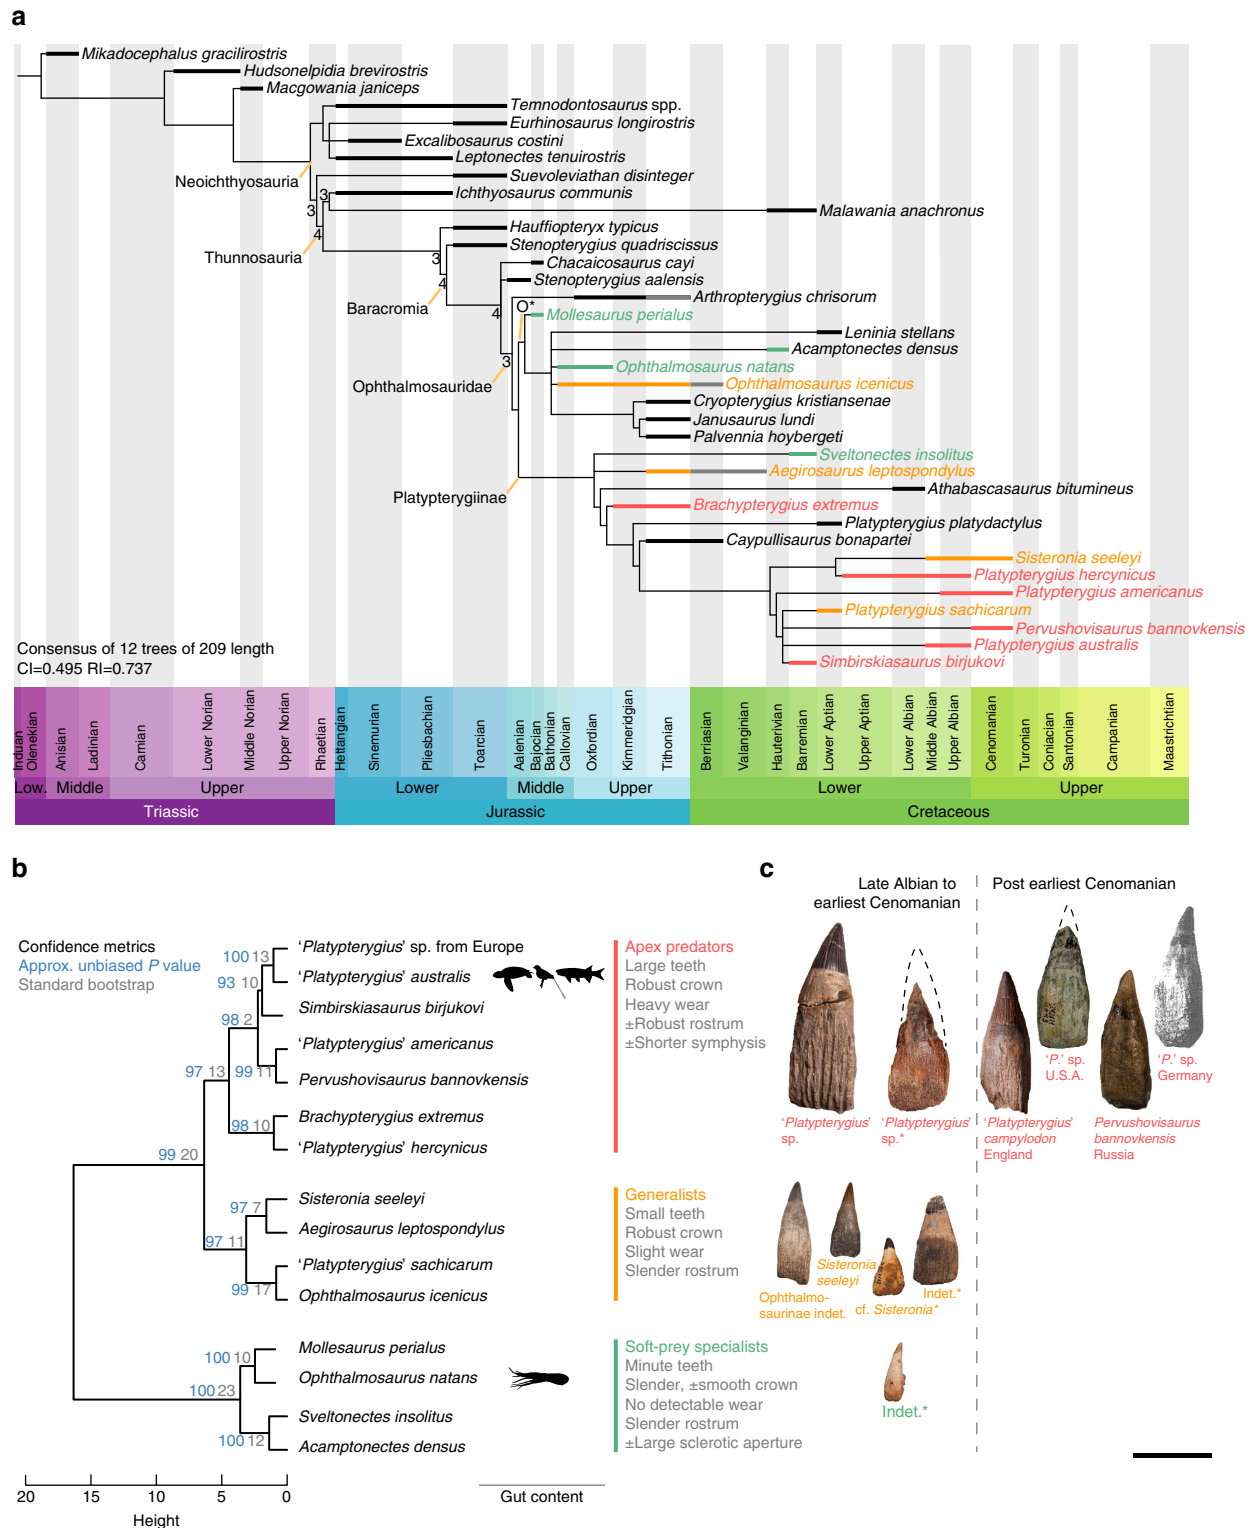 a
Mikadocephalus gracilirostris
Hudsonelpidia brevirostris
Macgowania janiceps
Temnodontosaurus spp.
Eurhinosaurus longirostris
Excalibosaurus costini
Leptonectes tenuirostris
Neoichthyosauria
Suevoleviathan disinteger
3
Ichthyosaurus communis
3
Malawania anachronus
4
Hauffiopteryx typicus
Thunnosauria
3
Stenopterygius quadriscissus
Chacaicosaurus cayi
4
Stenopterygius aalensis
Baracromia
4
Arthropterygius chrisorum
O*
Mollesaurus perialus
Leninia stellans
3
Acamptonectes densus
Ophthalmosaurus natans
Ophthalmosauridae
Ophthalmosaurus icenicus
Cryopterygius kristiansenae
Janusaurus lundi
Palvennia hoybergeti
Sveltonectes insolitus
Aegirosaurus leptospondylus
Platypterygiinae
Athabascasaurus bitumineus
Brachypterygius extremus
Platypterygius platydactylus
Caypullisaurus bonapartei
Sisteronia seeleyi
Platypterygius hercynicus
Platypterygius americanus
Platypterygius sachicarum
Pervushovisaurus bannovkensis
Platypterygius australis
Simbirskiasaurus birjukovi
Consensus of 12 trees of 209 length
CI=0.495 RI=0.737
Induan
Olenekian
Anisian
Ladinian
Carnian
Lower Norian
Middle Norian
Upper Norian
Rhaetian
Hettangian
Sinemurian
Pliesbachian
Toarcian
Aalenian
Bajocian
Bathonian
Callovian
Oxfordian
Kimmeridgian
Tithonian
Berriasian
Valanginian
Hauterivian
Barremian
Lower Aptian
Upper Aptian
Lower Albian
Middle Albian
Upper Albian
Cenomanian
Turonian
Coniacian
Santonian
Campanian
Maastrichtian
Low. Middle Upper Lower Middle Upper Lower Upper
Triassic Jurassic Cretaceous
b
Confidence metrics
Approx. unbiased P value
Standard bootstrap
'Platypterygius' sp. from Europe
100 13
'Platypterygius' australis
93 10
Simbirskiasaurus birjukovi
98 2
'Platypterygius' americanus
97 13
99 11
Pervushovisaurus bannovkensis
Brachypterygius extremus
98 10
'Platypterygius' hercynicus
99 20
Sisteronia seeleyi
97 7
Aegirosaurus leptospondylus
97 11
'Platypterygius' sachicarum
99 17
Ophthalmosaurus icenicus
Mollesaurus perialus
100 10
Ophthalmosaurus natans
100 23
Sveltonectes insolitus
100 12
Acamptonectes densus
20 15 10 5 0
Height
Gut content
Apex predators
Large teeth
Robust crown
Heavy wear
±Robust rostrum
±Shorter symphysis
Generalists
Small teeth
Robust crown
Slight wear
Slender rostrum
Soft-prey specialists
Minute teeth
Slender, ±smooth crown
No detectable wear
Slender rostrum
±Large sclerotic aperture
c
Late Albian to
earliest Cenomanian
Post earliest Cenomanian
'Platypterygius'
sp.
'Platypterygius'
sp.*
'Platypterygius'
campylodon
England
'P.' sp.
U.S.A.
Pervushovisaurus
bannovkensis
Russia
'P.' sp.
Germany
Ophthalmo-
saurinae indet.
Sisteronia
seeleyi
cf. Sisteronia*
Indet.*
Indet.*